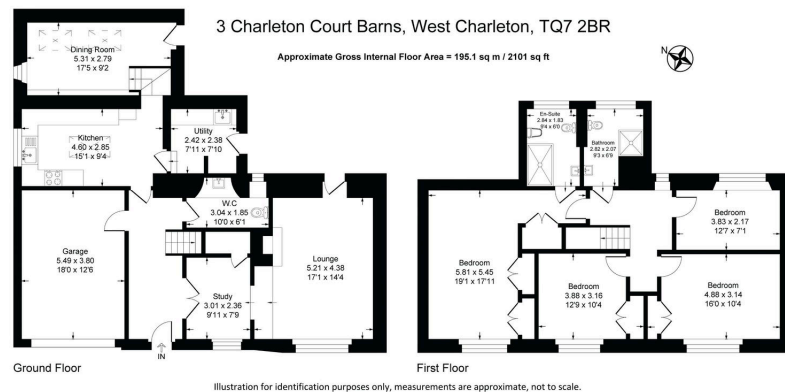 3 Charleton Court Barns, West Charleton, TQ7 2BR
Approximate Gross Internal Floor Area = 195.1 sq m / 2101 sq ft
N
Dining Room
5.31 x 2.79
17'5 x 9'2
Kitchen
4.60 x 2.85
15'1 x 9'4
Utility
2.42 x 2.38
7'11 x 7'10
W.C
3.04 x 1.85
10'0 x 6'1
Garage
5.49 x 3.80
18'0 x 12'6
Study
3.01 x 2.36
9'11 x 7'9
Lounge
5.21 x 4.38
17'1 x 14'4
IN
Ground Floor
En-Suite
2.84 x 1.83
9'4 x 6'0
Bathroom
2.82 x 2.07
9'3 x 6'9
Bedroom
5.81 x 5.45
19'1 x 17'11
Bedroom
3.83 x 2.17
12'7 x 7'1
Bedroom
3.88 x 3.16
12'9 x 10'4
Bedroom
4.88 x 3.14
16'0 x 10'4
First Floor
Illustration for identification purposes only, measurements are approximate, not to scale.